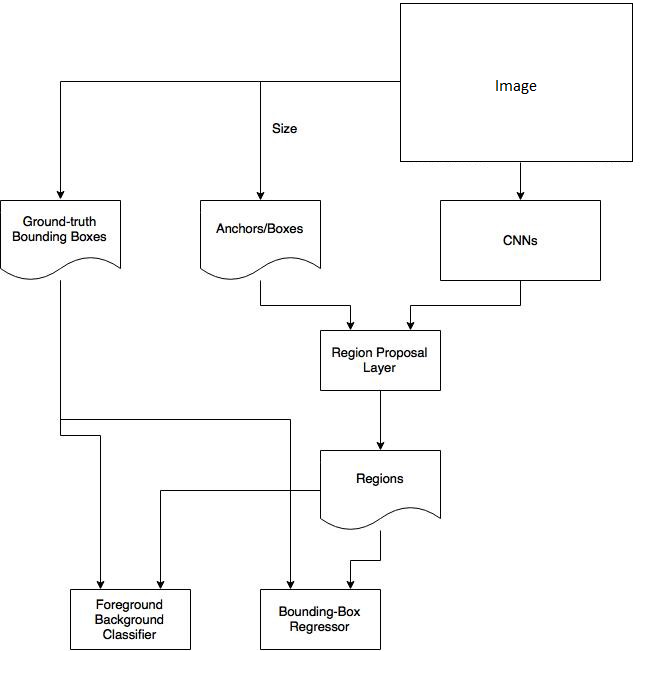 Image
Size
Ground-truth
Bounding Boxes
Anchors/Boxes
CNNs
Region Proposal
Layer
Regions
Foreground
Background
Classifier
Bounding-Box
Regressor